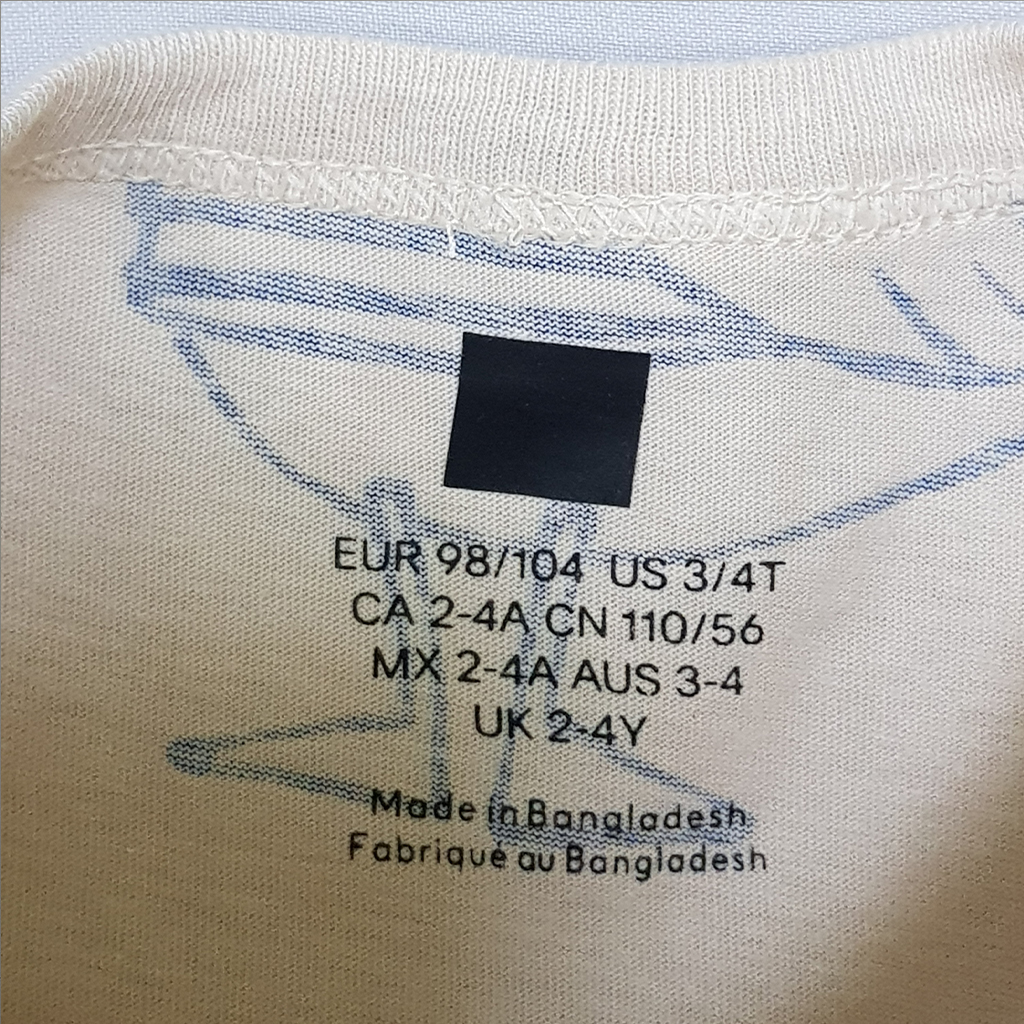 EUR 98/104 US 3/4T
CA 2-4A CN 110/56
MX 2-4A AUS 3-4
UK 2-4Y
Made in Bangladesh
Fabriqué au Bangladesh